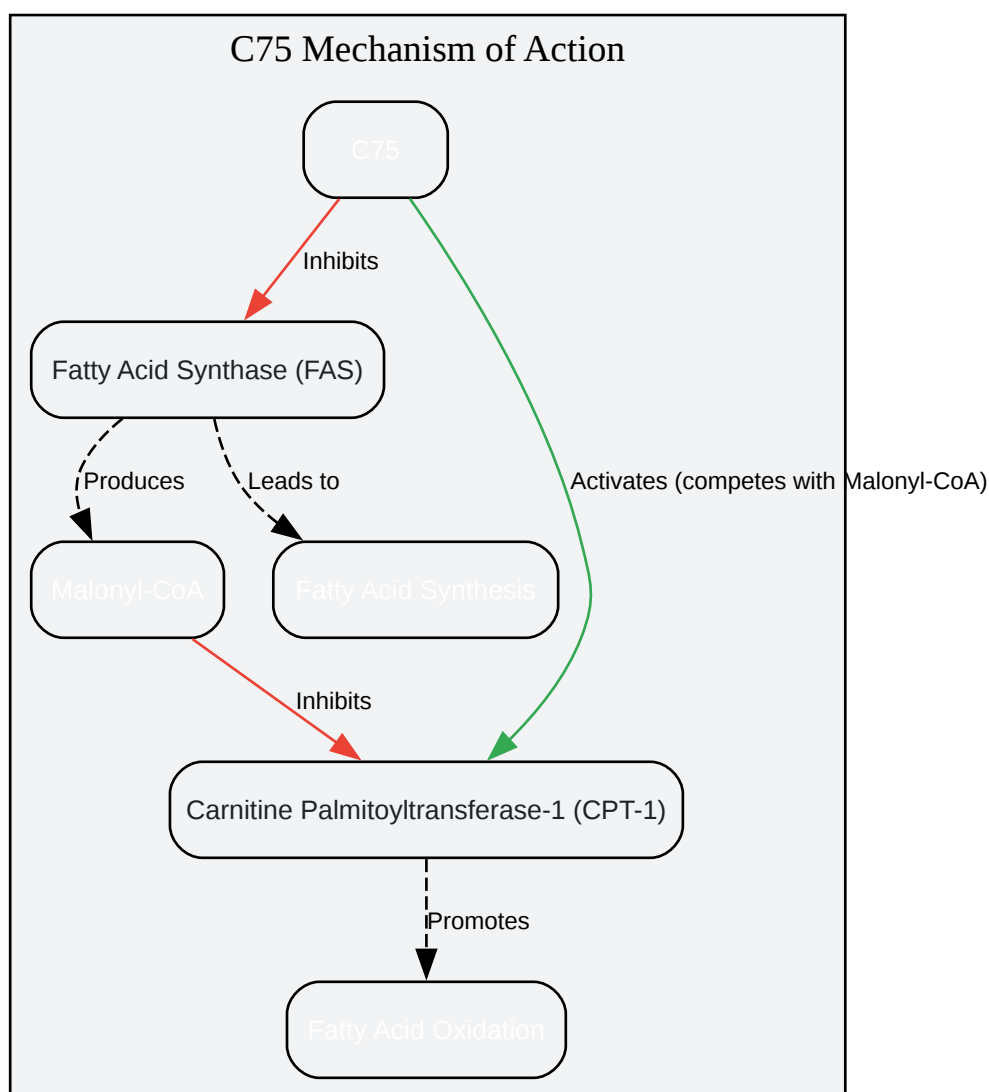 C75 Mechanism of Action
C75
Inhibits
Fatty Acid Synthase (FAS)
Produces
Leads to
Activates (competes with Malonyl-CoA)
Malonyl-CoA
Fatty Acid Synthesis
Inhibits
Carnitine Palmitoyltransferase-1 (CPT-1)
Promotes
Fatty Acid Oxidation